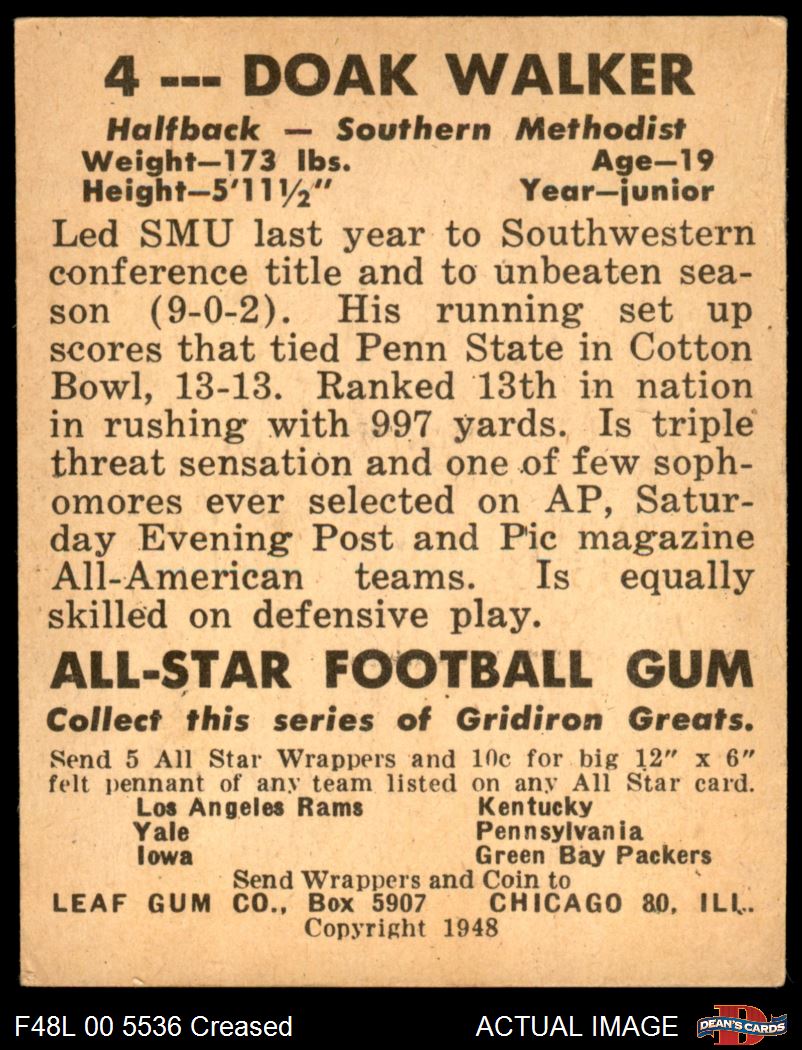 4 --- DOAK WALKER
Halfback — Southern Methodist
Weight—173 lbs. Age—19
Height—5'11½" Year—junior
Led SMU last year to Southwestern
conference title and to unbeaten sea-
son (9-0-2). His running set up
scores that tied Penn State in Cotton
Bowl, 13-13. Ranked 13th in nation
in rushing with 997 yards. Is triple
threat sensation and one of few soph-
omores ever selected on AP, Satur-
day Evening Post and Pic magazine
All-American teams. Is equally
skilled on defensive play.
ALL-STAR FOOTBALL GUM
Collect this series of Gridiron Greats.
Send 5 All Star Wrappers and 10c for big 12" x 6"
felt pennant of any team listed on any All Star card.
Los Angeles Rams Kentucky
Yale Pennsylvania
Iowa Green Bay Packers
Send Wrappers and Coin to
LEAF GUM CO., Box 5907 CHICAGO 80, ILL.
Copyright 1948
F48L 00 5536 Creased ACTUAL IMAGE DEAN'S CARDS